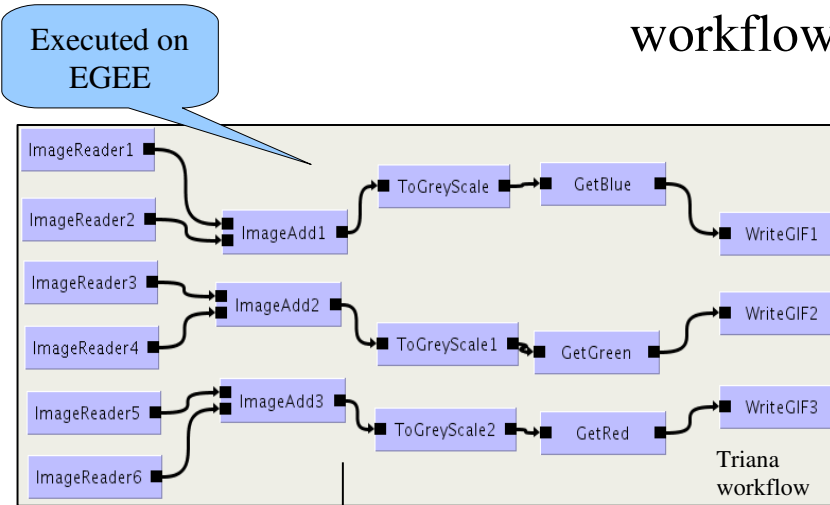 Executed on
EGEE
workflow
ImageReader1
ToGreyScale
GetBlue
ImageReader2
ImageAdd1
WriteGIF1
ImageReader3
ImageAdd2
WriteGIF2
ImageReader4
ToGreyScale1
GetGreen
ImageReader5
ImageAdd3
WriteGIF3
ToGreyScale2
GetRed
ImageReader6
Triana
workflow